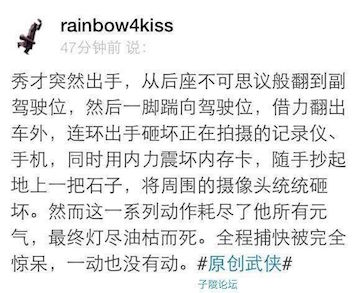 rainbow4kiss
47分钟前 说:
秀才突然出手，从后座不可思议般翻到副
驾驶位，然后一脚踹向驾驶位，借力翻出
车外，连环出手砸坏正在拍摄的记录仪、
手机，同时用内力震坏内存卡，随手抄起
地上一把石子，将周围的摄像头统统砸
坏。然而这一系列动作耗尽了他所有元
气，最终灯尽油枯而死。全程捕快被完全
惊呆，一动也没有动。#原创武侠#
子陵论坛